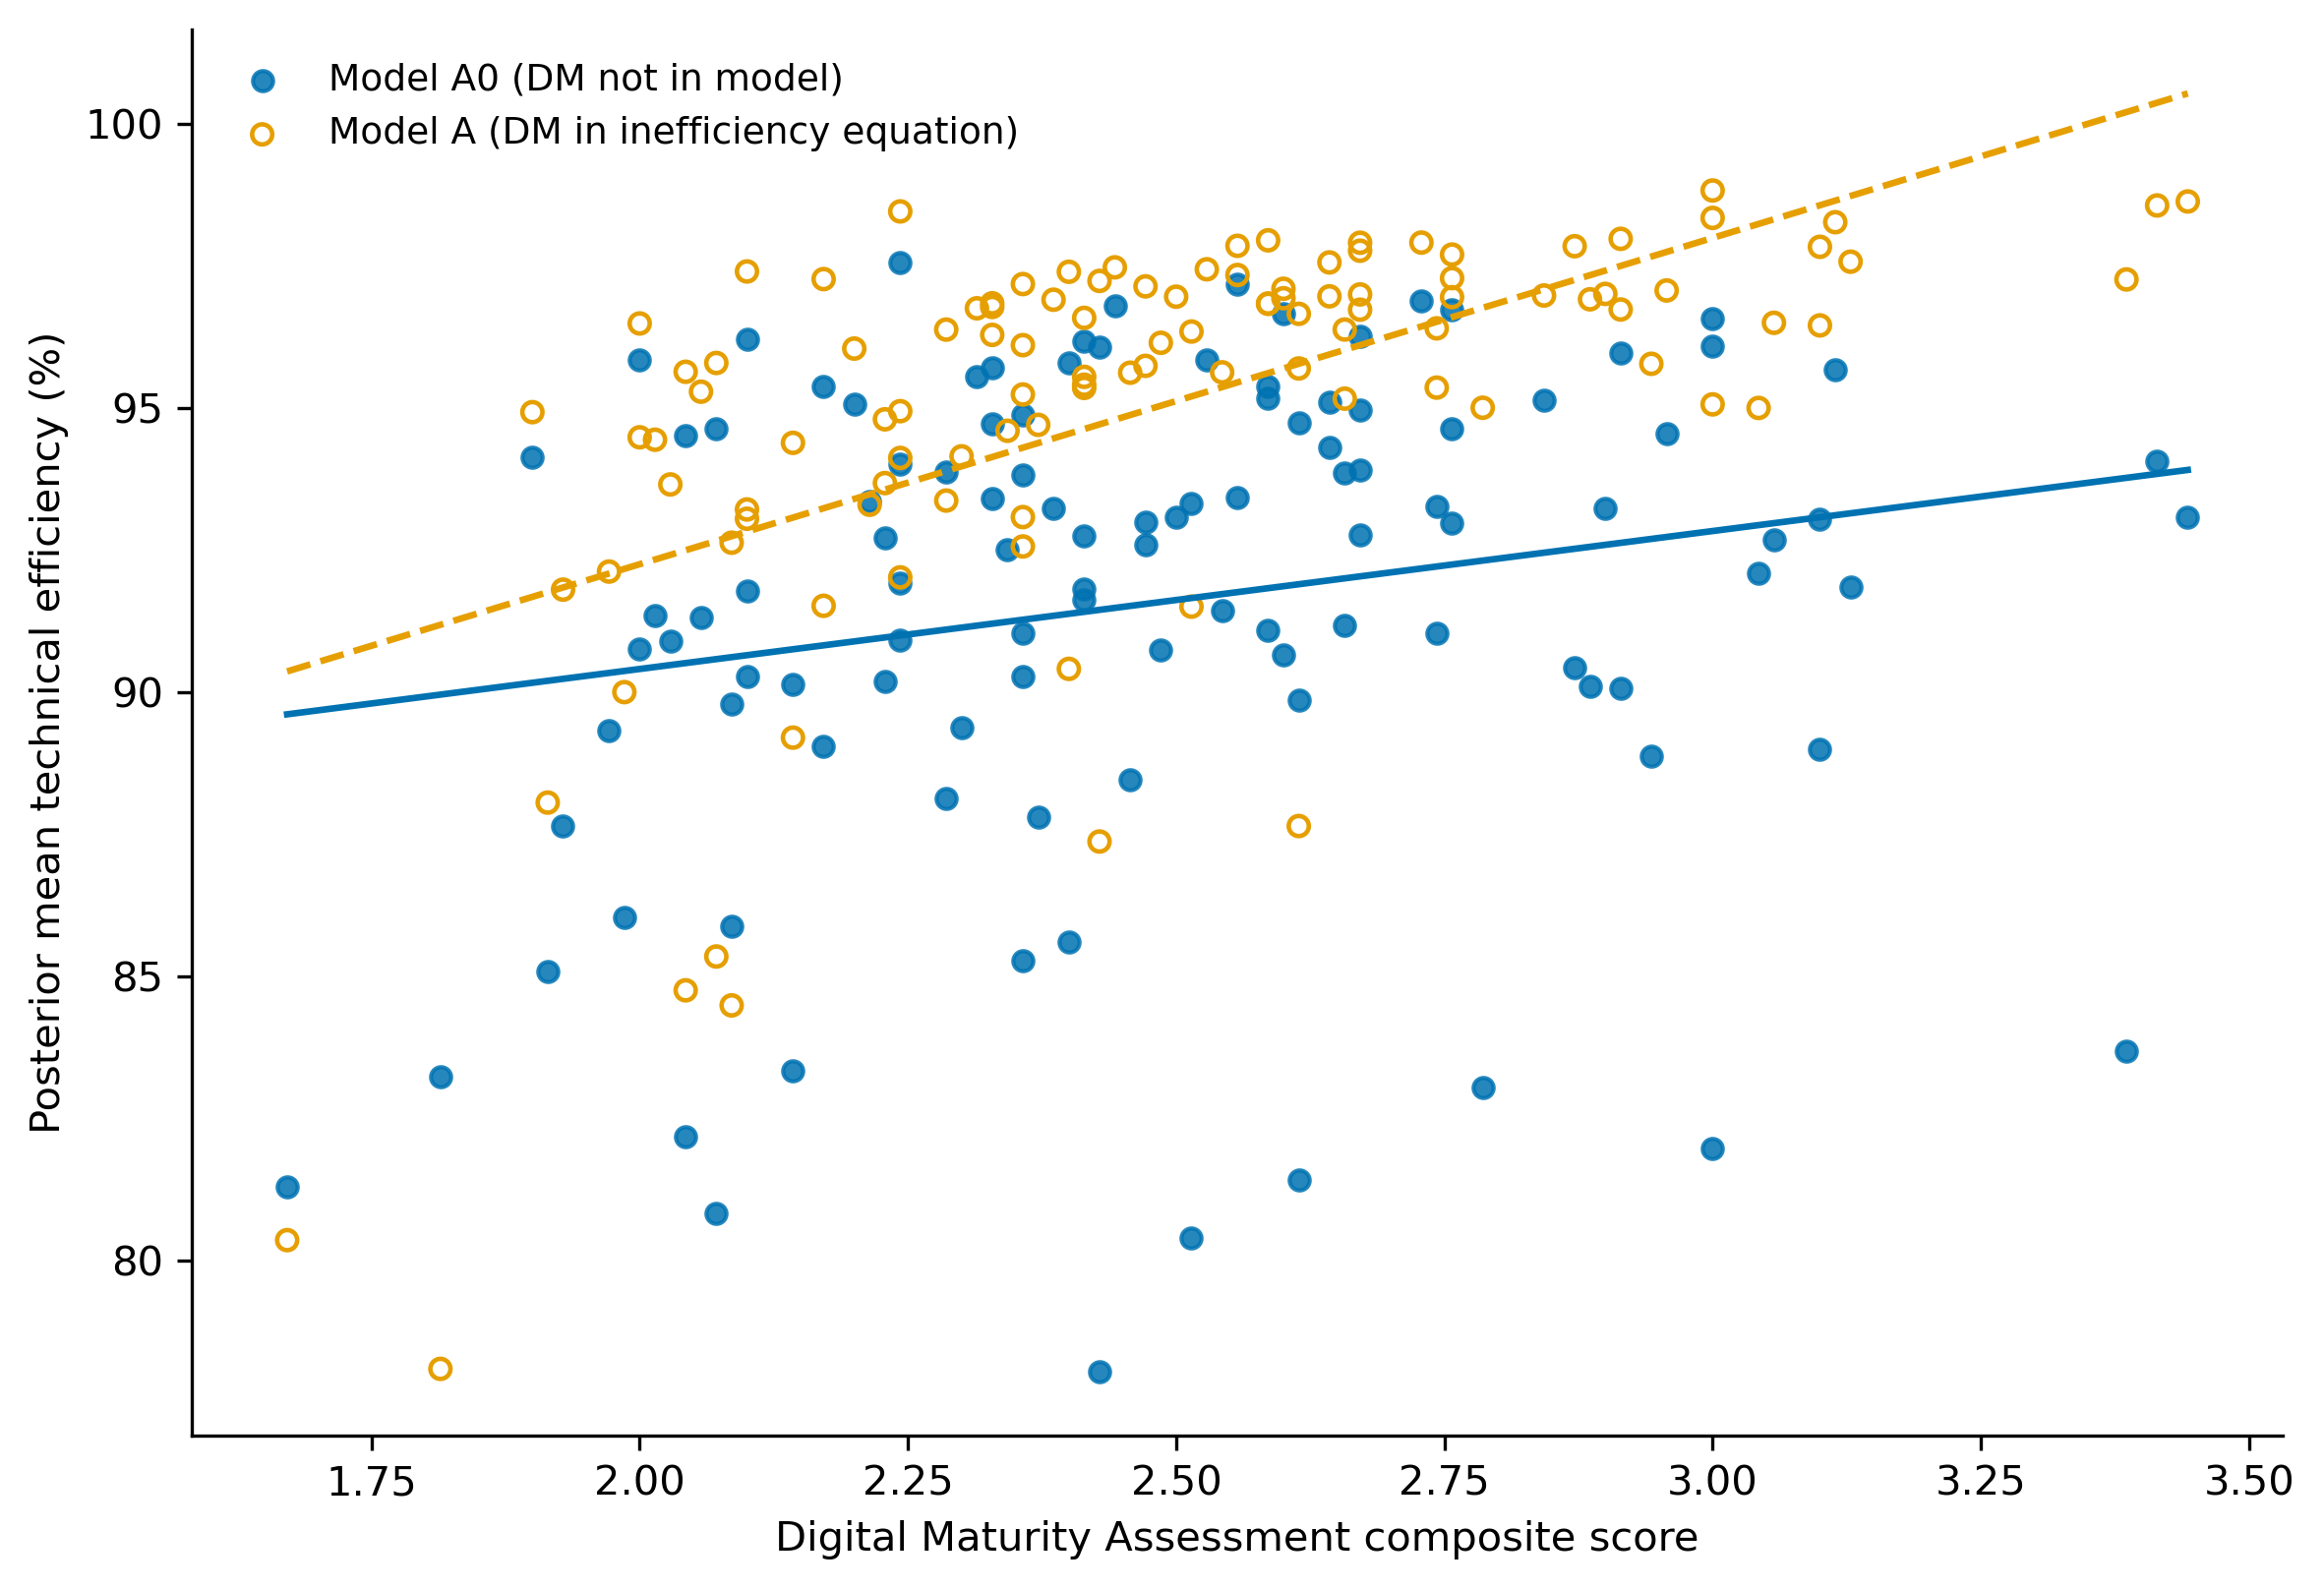 Model A0 (DM not in model)
Model A (DM in inefficiency equation)
100
95
90
85
80
Posterior mean technical efficiency (%)
1.75 2.00 2.25 2.50 2.75 3.00 3.25 3.50
Digital Maturity Assessment composite score